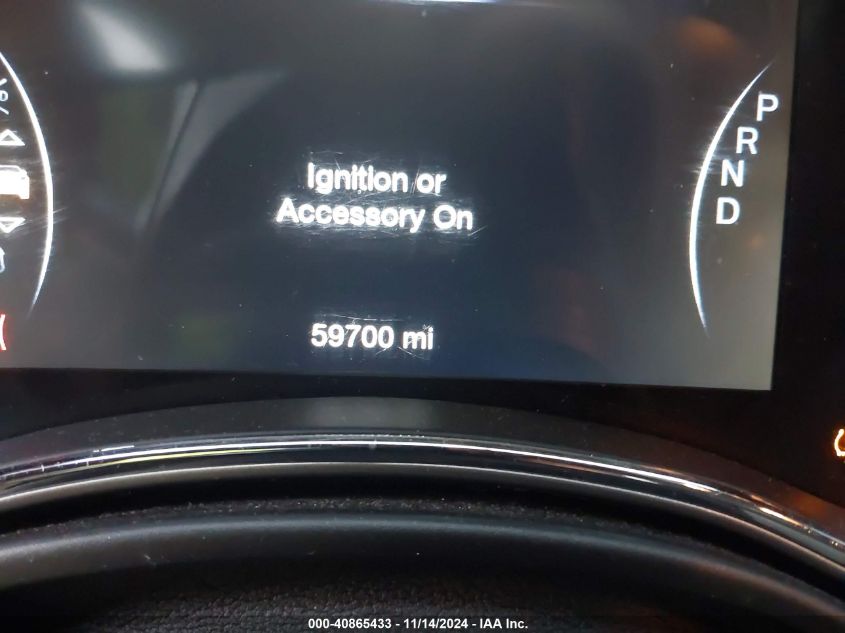 Ignition or
Accessory On
59700 mi
P
R
N
D
000-40865433 - 11/14/2024 - IAA Inc.